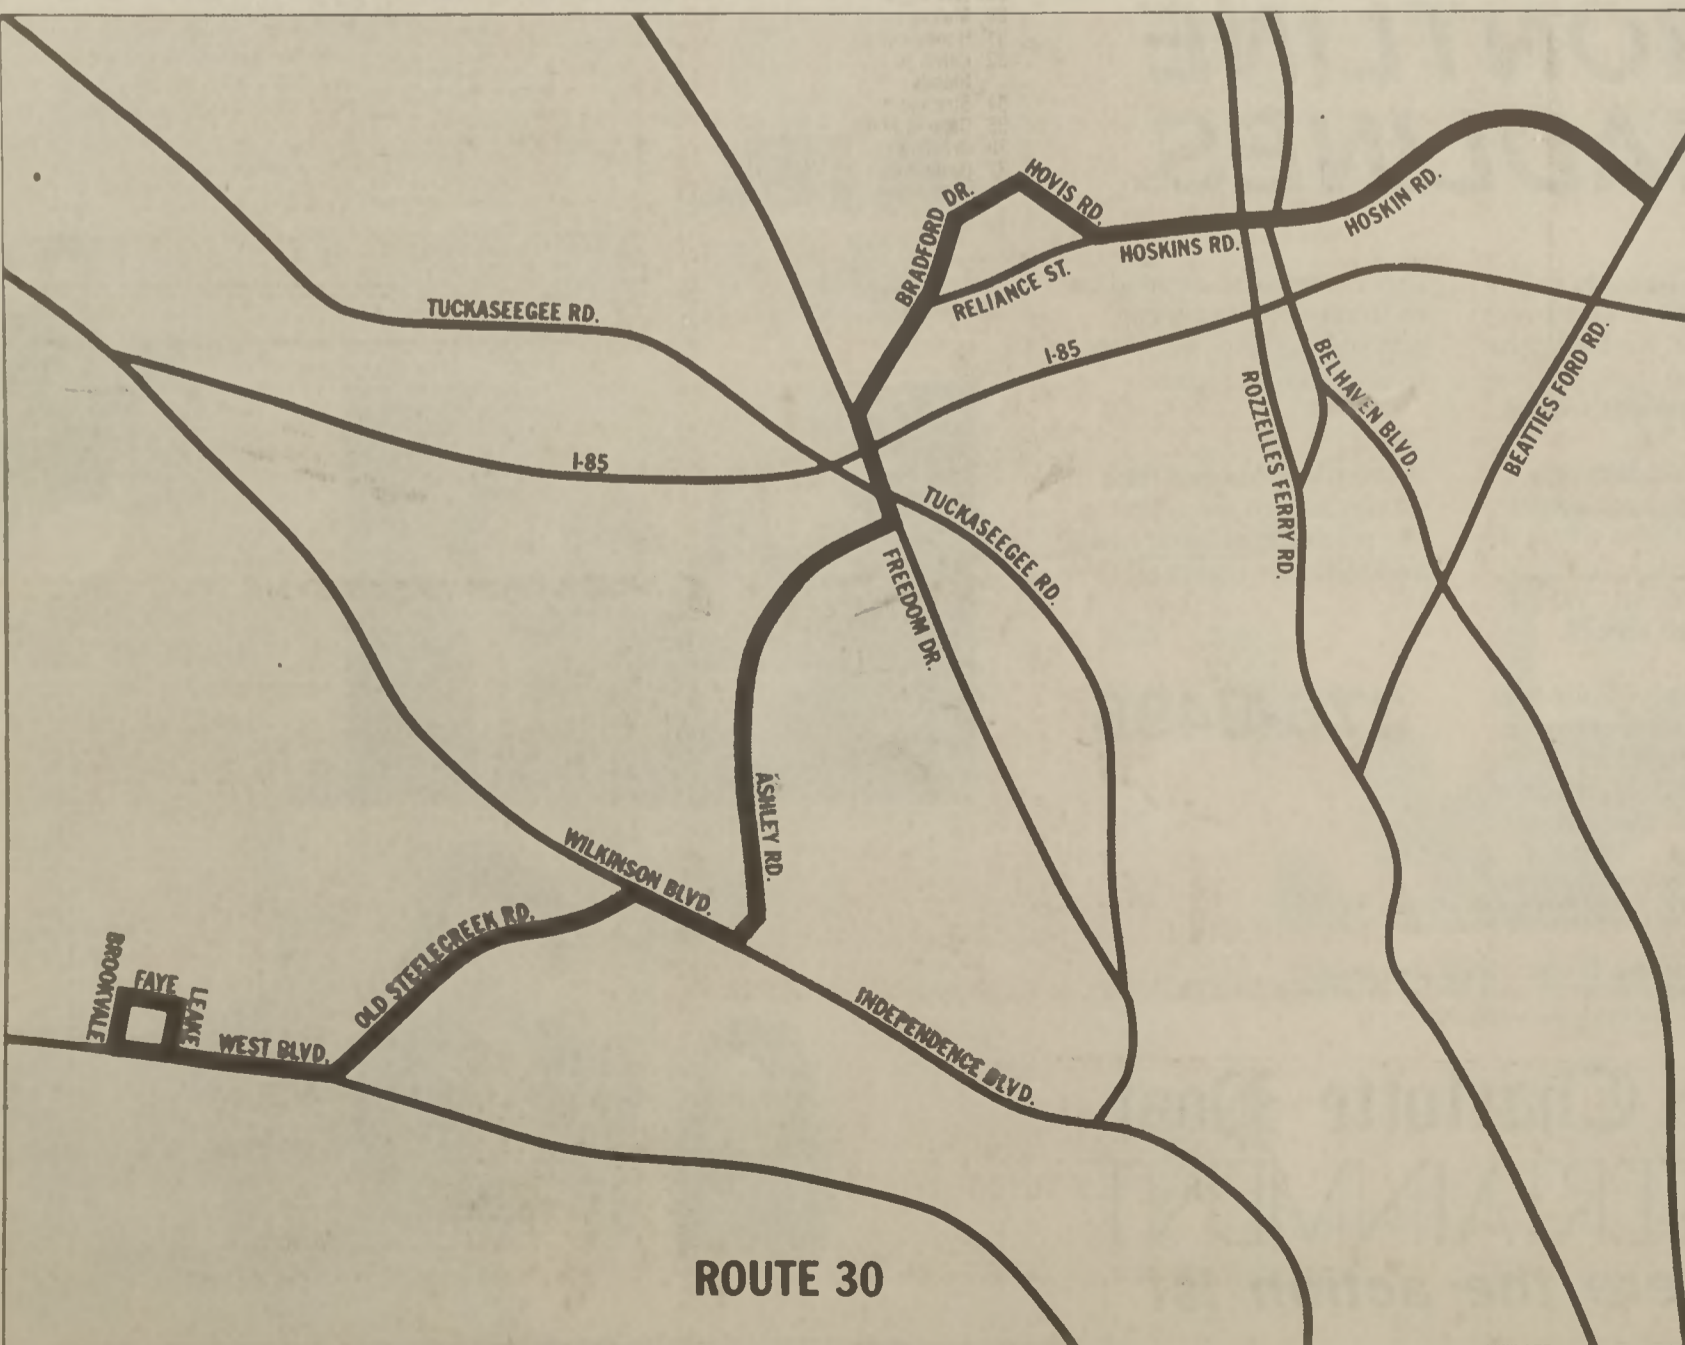 HOVIS RD.
BRADFORD DR.
HOSKIN RD.
HOSKINS RD.
RELIANCE ST.
TUCKASEEGEE RD.
I-85
BELHAVEN BLVD.
BEATTIES FORD RD.
ROZZELLES FERRY RD.
I-85
TUCKASEEGEE RD.
FREEDOM DR.
ASHLEY RD.
WILKINSON BLVD.
OLD STEELECREEK RD.
BROOKVALE
FAYE
LEAKE
WEST BLVD.
INDEPENDENCE BLVD.
ROUTE 30